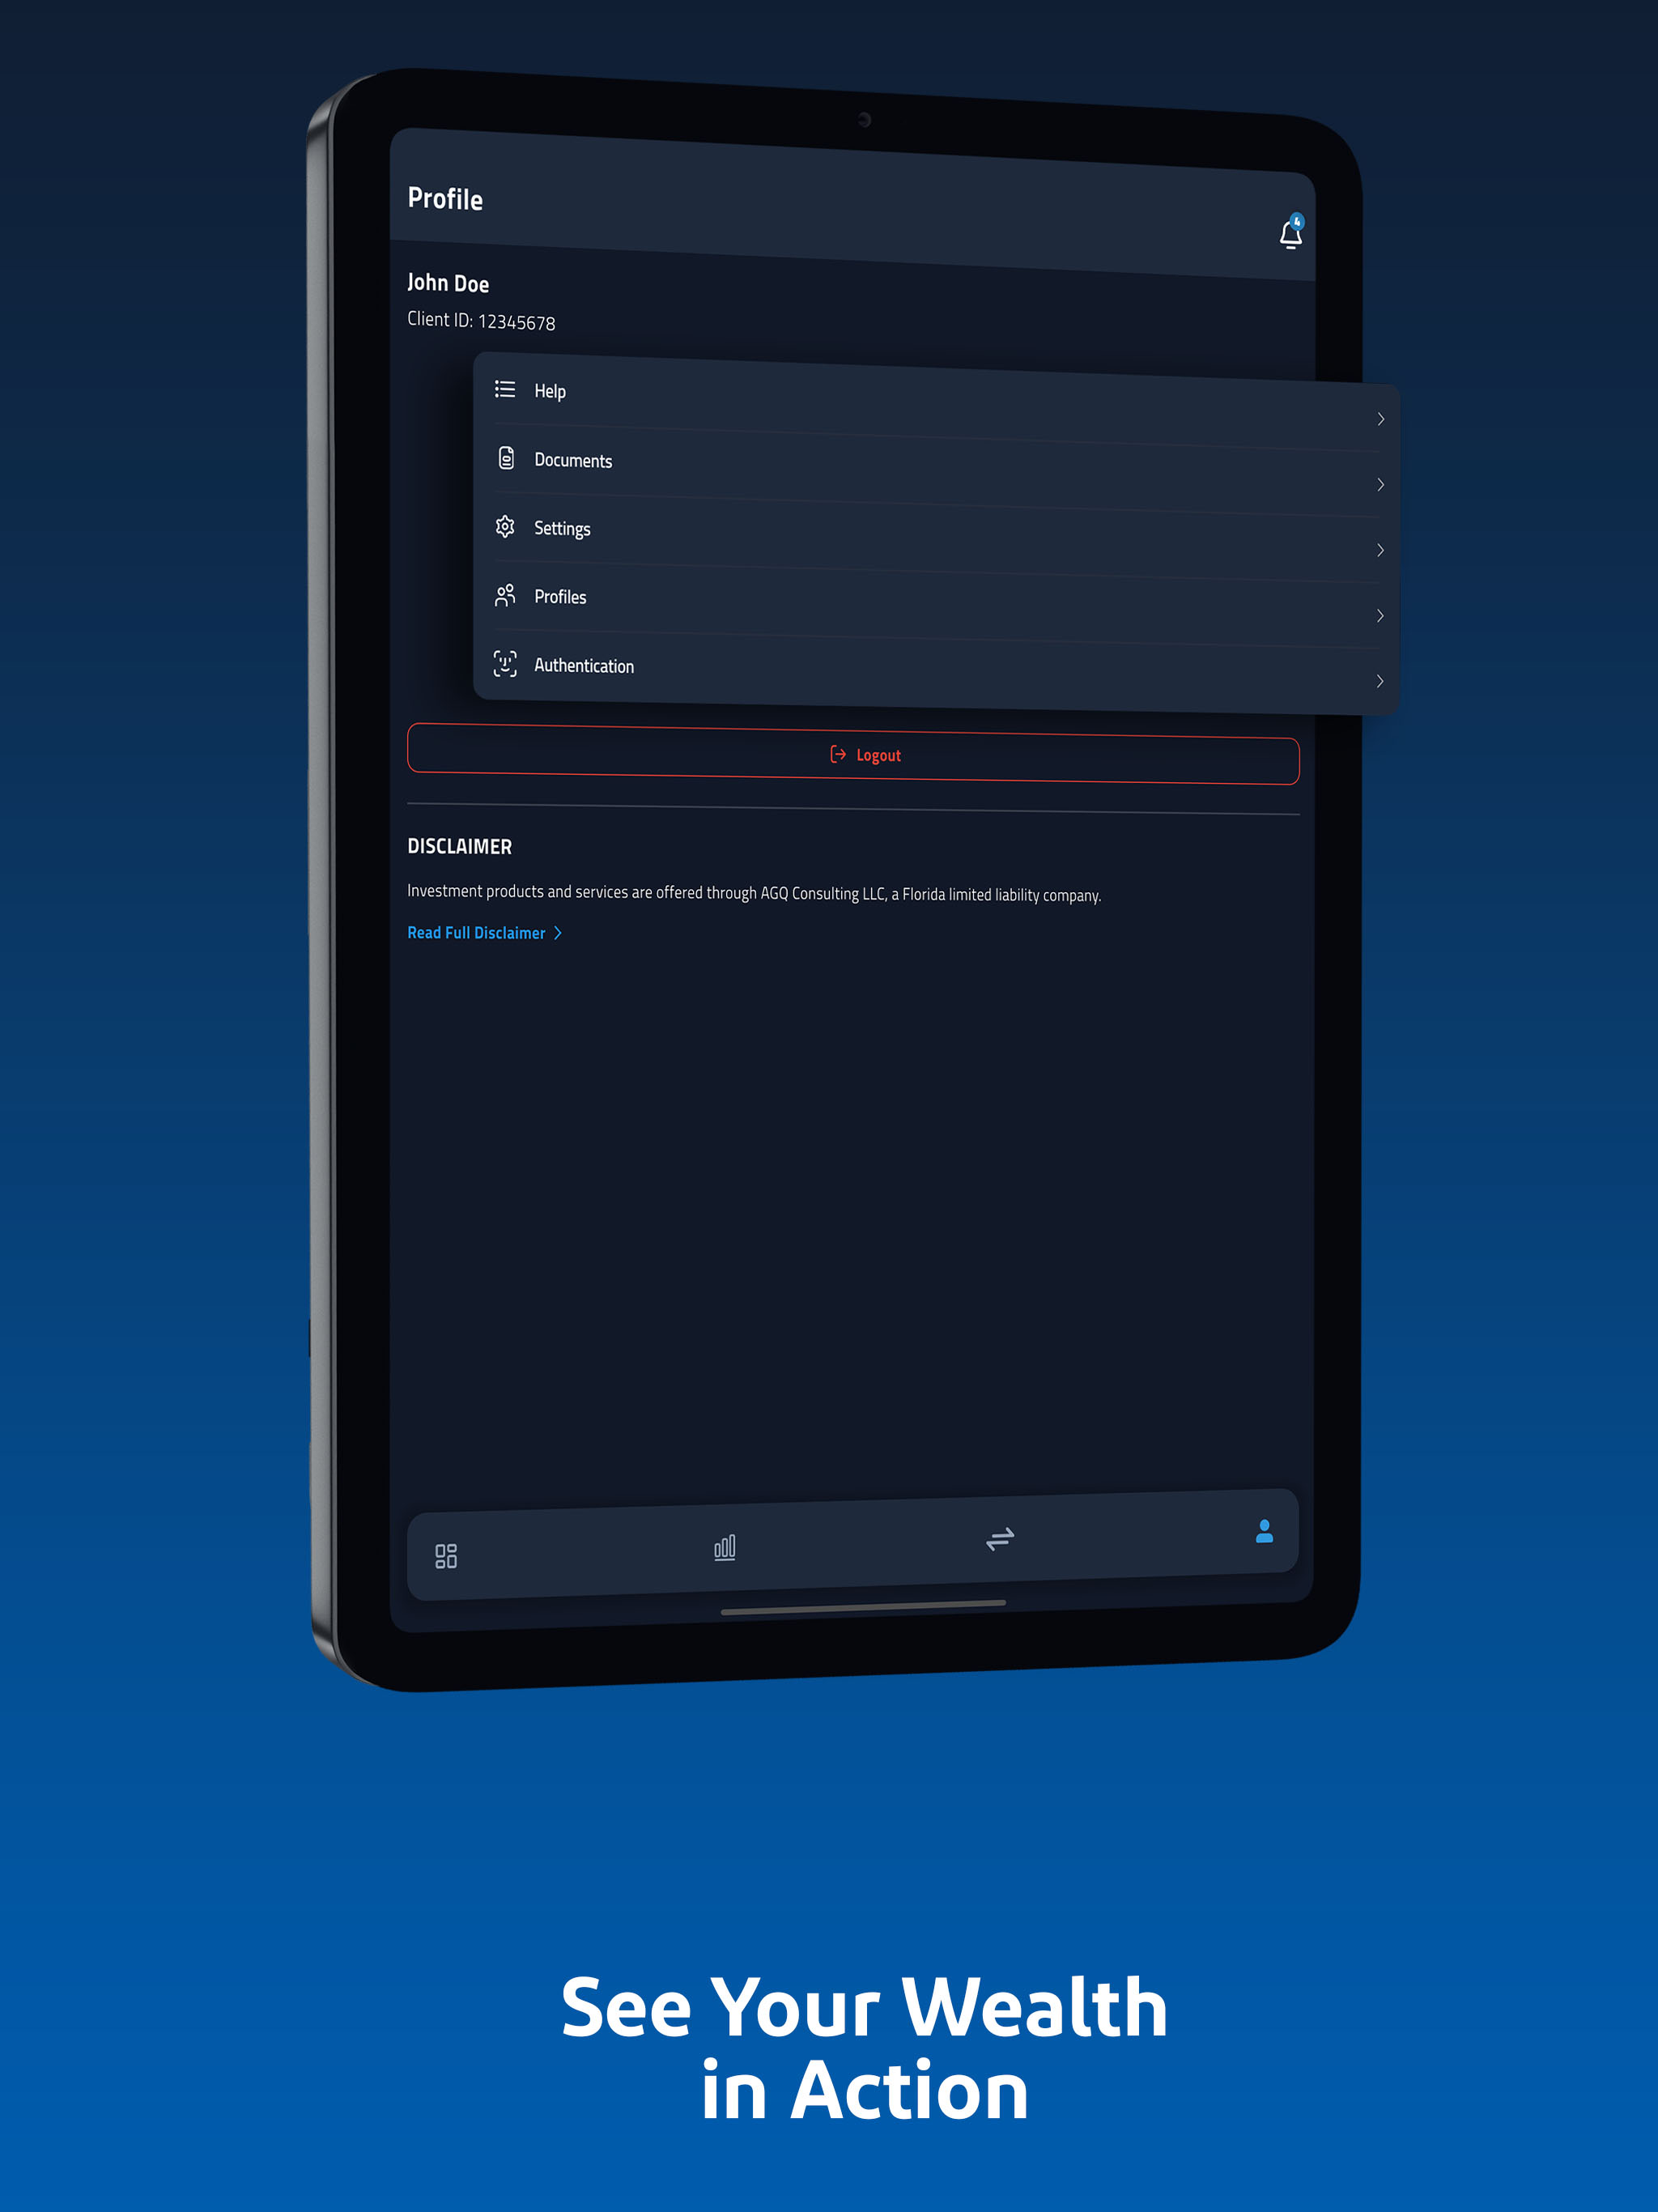 Profile
4
John Doe
Client ID: 12345678
Help
Documents
Settings
Profiles
Authentication
Logout
DISCLAIMER
Investment products and services are offered through AGQ Consulting LLC, a Florida limited liability company.
Read Full Disclaimer
See Your Wealth
in Action